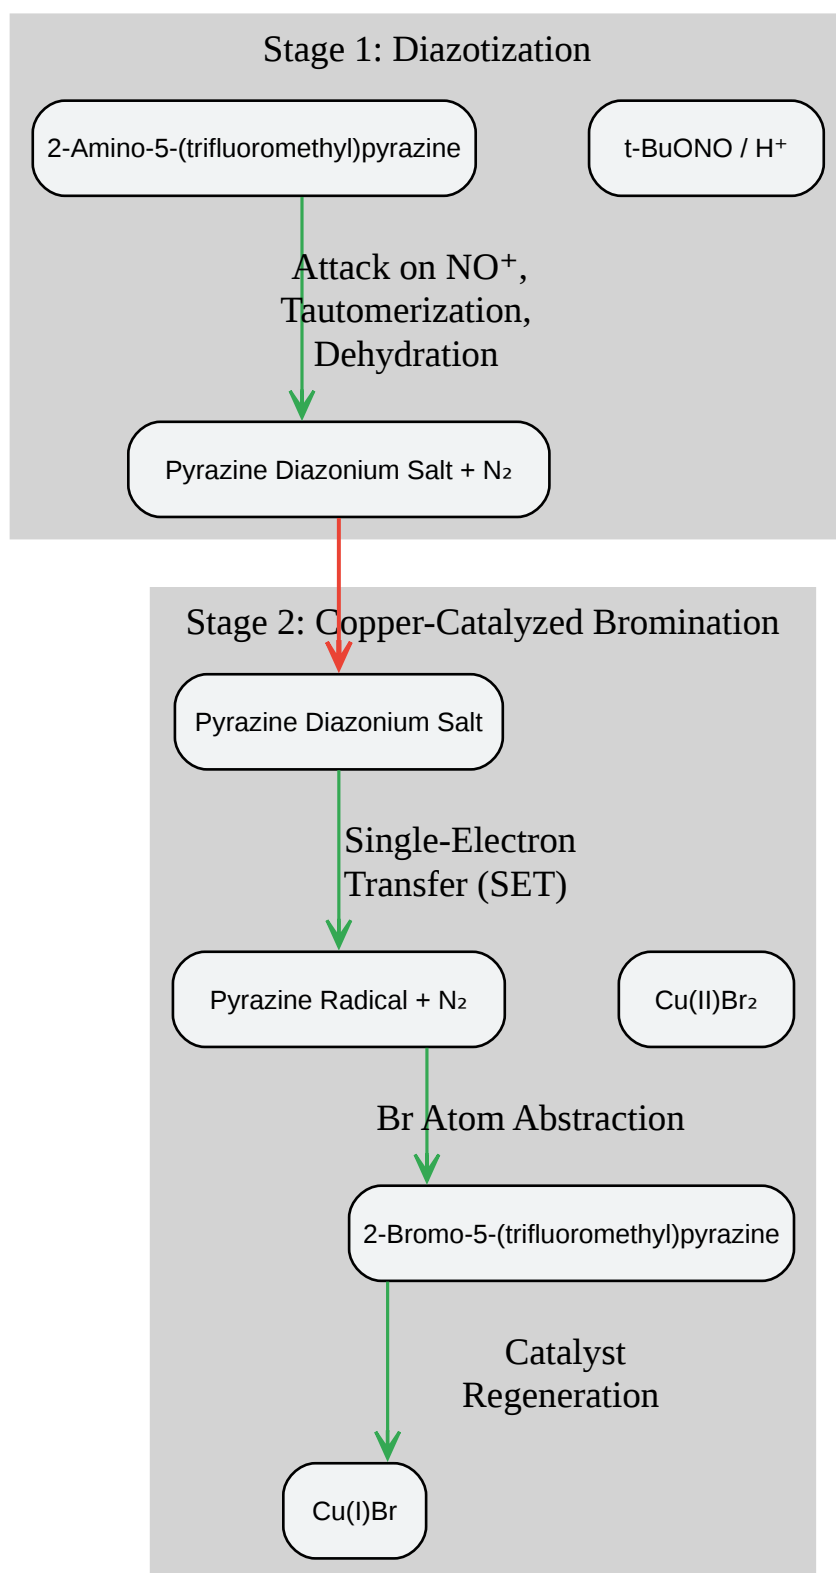 Stage 1: Diazotization
2-Amino-5-(trifluoromethyl)pyrazine
t-BuONO / H⁺
Attack on NO⁺,
Tautomerization,
Dehydration
Pyrazine Diazonium Salt + N₂
Stage 2: Copper-Catalyzed Bromination
Pyrazine Diazonium Salt
Single-Electron
Transfer (SET)
Pyrazine Radical + N₂
Cu(II)Br₂
Br Atom Abstraction
2-Bromo-5-(trifluoromethyl)pyrazine
Catalyst
Regeneration
Cu(I)Br